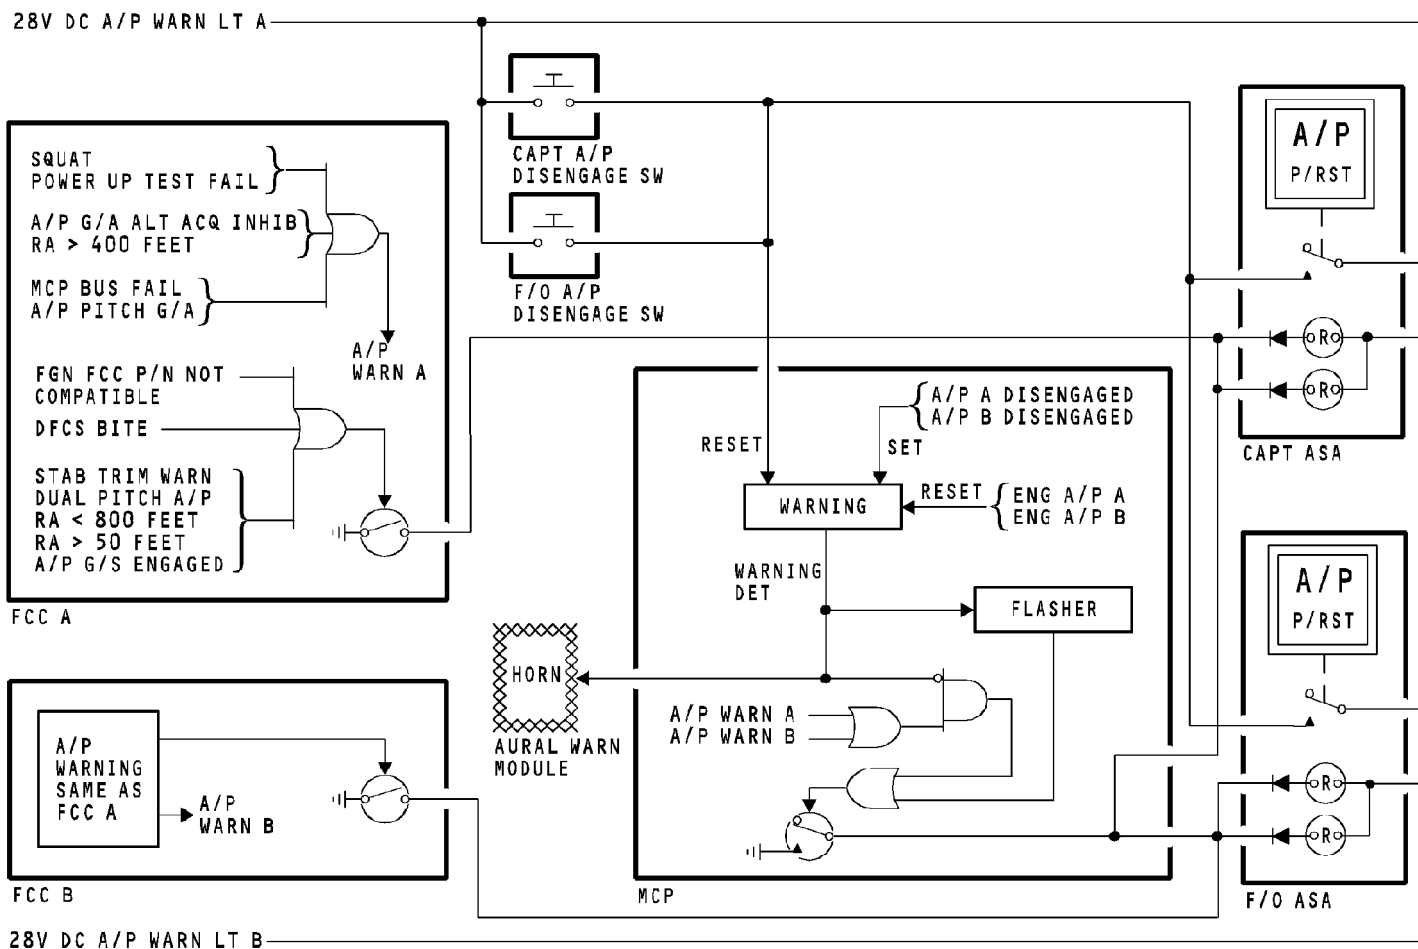 28V DC A/P WARN LT A
CAPT A/P
DISENGAGE SW
F/O A/P
DISENGAGE SW
SQUAT
POWER UP TEST FAIL
A/P G/A ALT ACQ INHIB
RA > 400 FEET
MCP BUS FAIL
A/P PITCH G/A
A/P
WARN A
FGN FCC P/N NOT
COMPATIBLE
DFCS BITE
STAB TRIM WARN
DUAL PITCH A/P
RA < 800 FEET
RA > 50 FEET
A/P G/S ENGAGED
FCC A
A/P
WARNING
SAME AS
FCC A
A/P
WARN B
FCC B
28V DC A/P WARN LT B
HORN
AURAL WARN
MODULE
RESET
A/P A DISENGAGED
A/P B DISENGAGED
SET
WARNING
RESET
ENG A/P A
ENG A/P B
WARNING
DET
FLASHER
A/P WARN A
A/P WARN B
MCP
A/P
P/RST
R
R
CAPT ASA
A/P
P/RST
R
R
F/O ASA